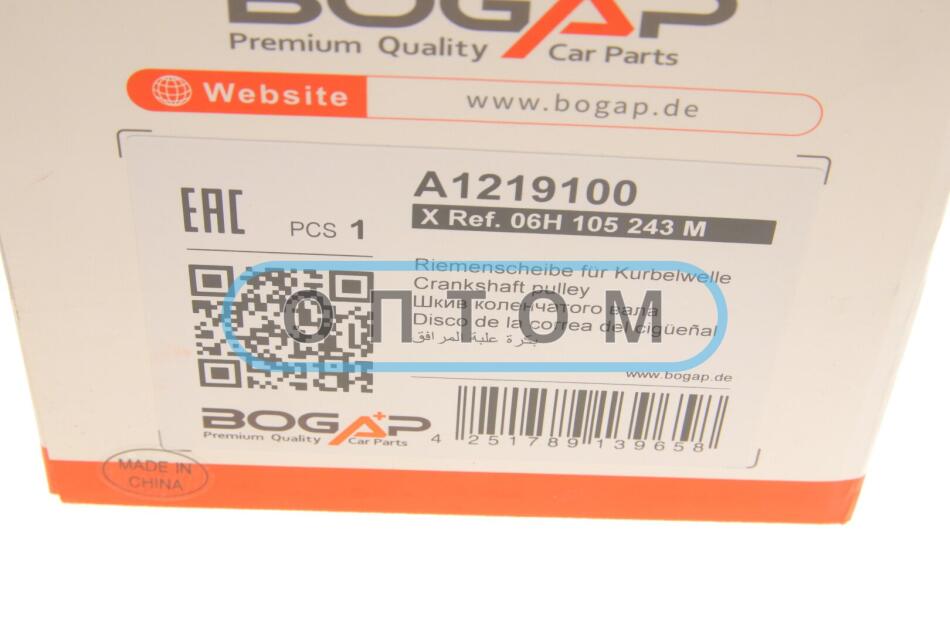 BOGAP
Premium Quality Car Parts
Website www.bogap.de
EAC PCS 1
A1219100
X Ref. 06H 105 243 M
Riemenscheibe für Kurbelwelle
Crankshaft pulley
Шкив коленчатого вала
Disco de la correa del cigüeñal
علبة المرافق
ОПТОМ
www.bogap.de
BOGAP
Premium Quality Car Parts
4 251789 139658
MADE IN
CHINA